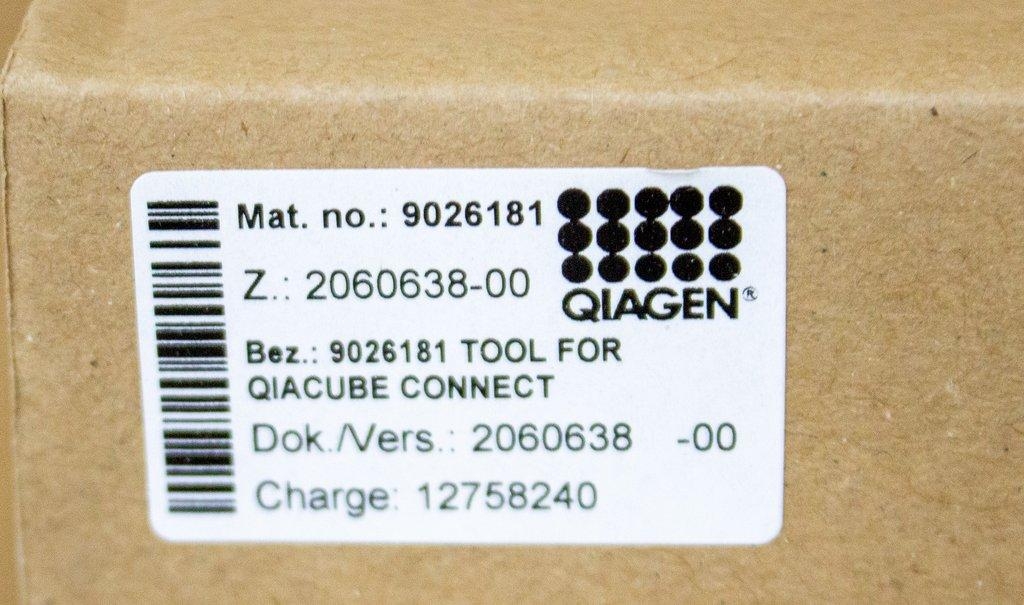 Mat. no.: 9026181
Z.: 2060638-00
QIAGEN®
Bez.: 9026181 TOOL FOR
QIACUBE CONNECT
Dok./Vers.: 2060638 -00
Charge: 12758240